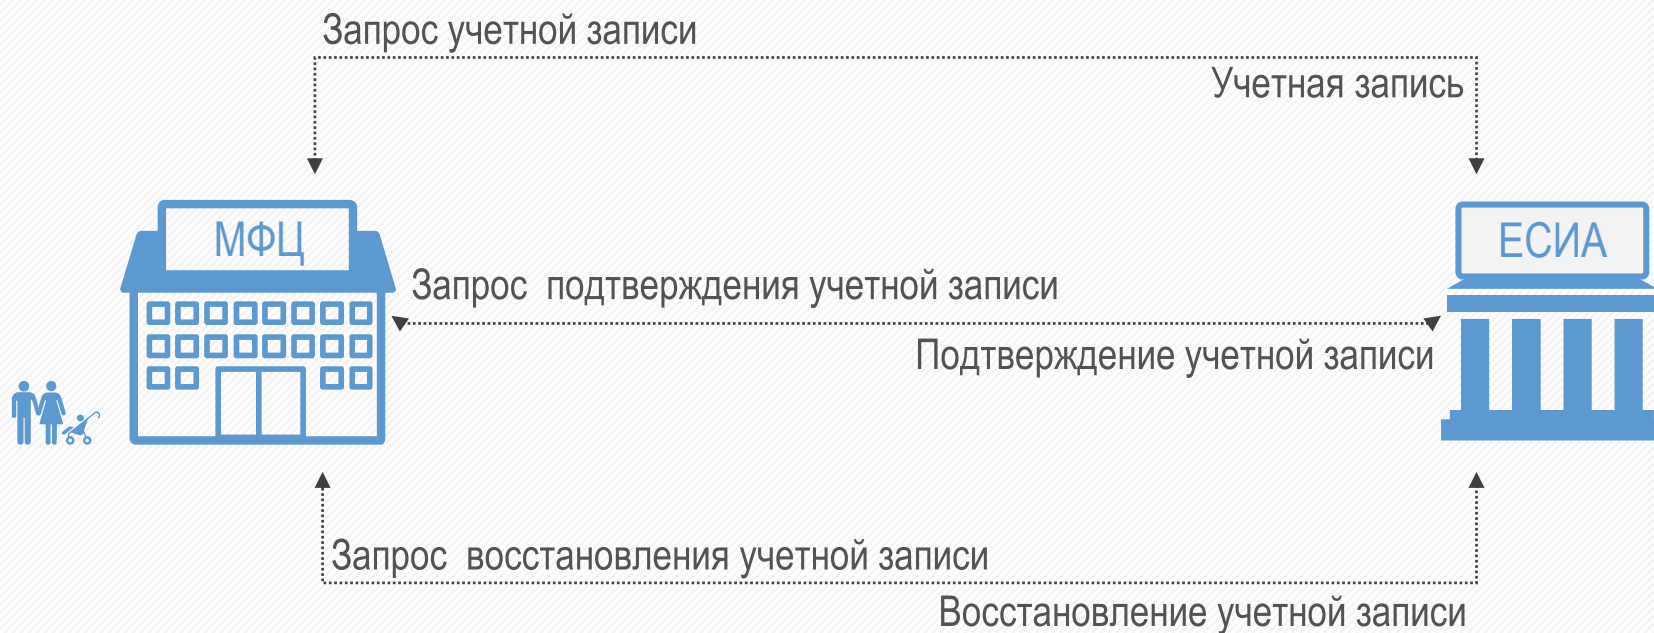 Запрос учетной записи
Учетная запись
МФЦ
ЕСИА
Запрос подтверждения учетной записи
Подтверждение учетной записи
Запрос восстановления учетной записи
Восстановление учетной записи